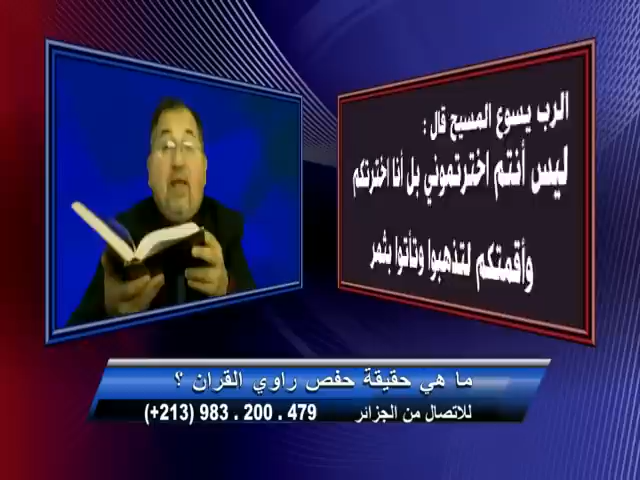 الرب يسوع المسيح قال :
ليس أنتم اخترتموني بل أنا اخترتكم
وأقمتكم لتذهبوا وتأتوا بثمر
ما هي حقيقة حفص راوي القران ؟
للاتصال من الجزائر (+213) 983 . 200 . 479